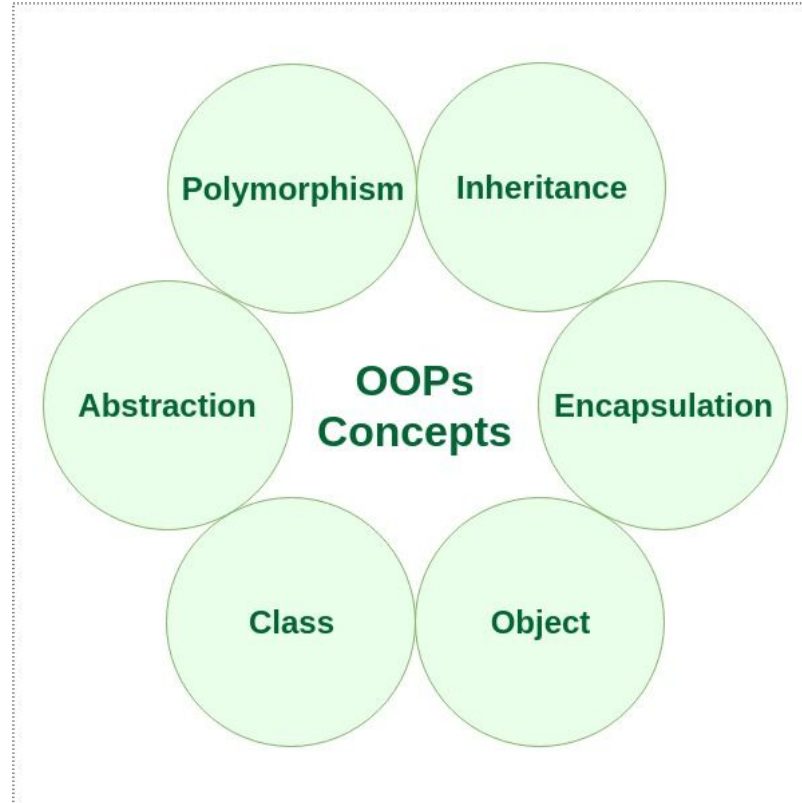 Polymorphism
Inheritance
Abstraction
OOPs
Concepts
Encapsulation
Class
Object